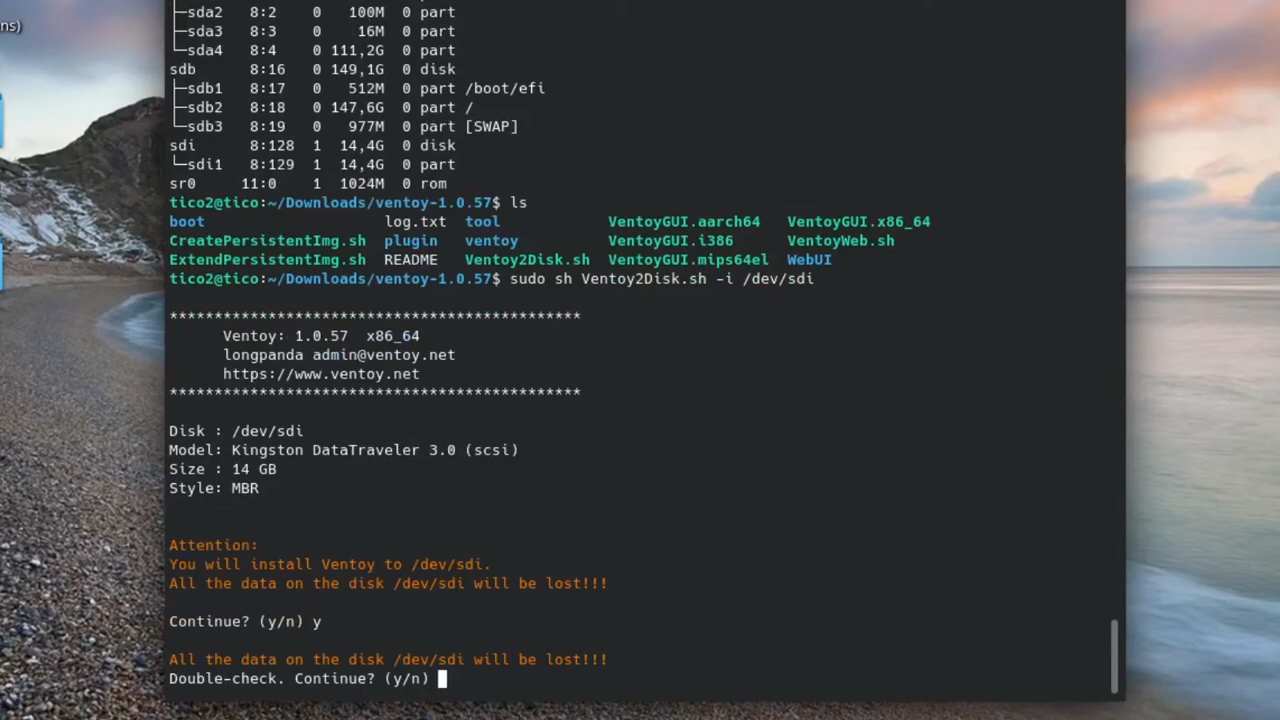 ns)
├─sda2   8:2    0   100M  0 part
├─sda3   8:3    0    16M  0 part
└─sda4   8:4    0 111,2G  0 part
sdb      8:16   0 149,1G  0 disk
├─sdb1   8:17   0   512M  0 part /boot/efi
├─sdb2   8:18   0 147,6G  0 part /
└─sdb3   8:19   0   977M  0 part [SWAP]
sdi      8:128  1  14,4G  0 disk
└─sdi1   8:129  1  14,4G  0 part
sr0     11:0    1  1024M  0 rom
tico2@tico:~/Downloads/ventoy-1.0.57$ ls
boot                    log.txt  tool            VentoyGUI.aarch64   VentoyGUI.x86_64
CreatePersistentImg.sh  plugin   ventoy          VentoyGUI.i386      VentoyWeb.sh
ExtendPersistentImg.sh  README   Ventoy2Disk.sh  VentoyGUI.mips64el  WebUI
tico2@tico:~/Downloads/ventoy-1.0.57$ sudo sh Ventoy2Disk.sh -i /dev/sdi
**********************************************
      Ventoy: 1.0.57  x86_64
      longpanda admin@ventoy.net
      https://www.ventoy.net
**********************************************
Disk : /dev/sdi
Model: Kingston DataTraveler 3.0 (scsi)
Size : 14 GB
Style: MBR
Attention:
You will install Ventoy to /dev/sdi.
All the data on the disk /dev/sdi will be lost!!!
Continue? (y/n) y
All the data on the disk /dev/sdi will be lost!!!
Double-check. Continue? (y/n)